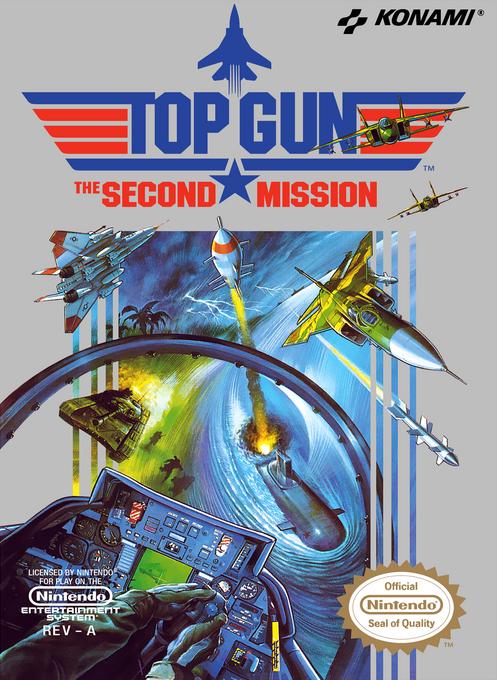 KONAMI®
TOP GUN™
THE SECOND MISSION
LICENSED BY NINTENDO®
FOR PLAY ON THE
Nintendo®
ENTERTAINMENT
SYSTEM®
REV-A
Official
Nintendo®
Seal of Quality
TM